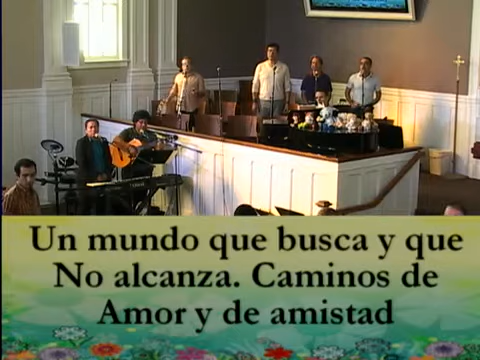 Un mundo que busca y que
No alcanza. Caminos de
Amor y de amistad